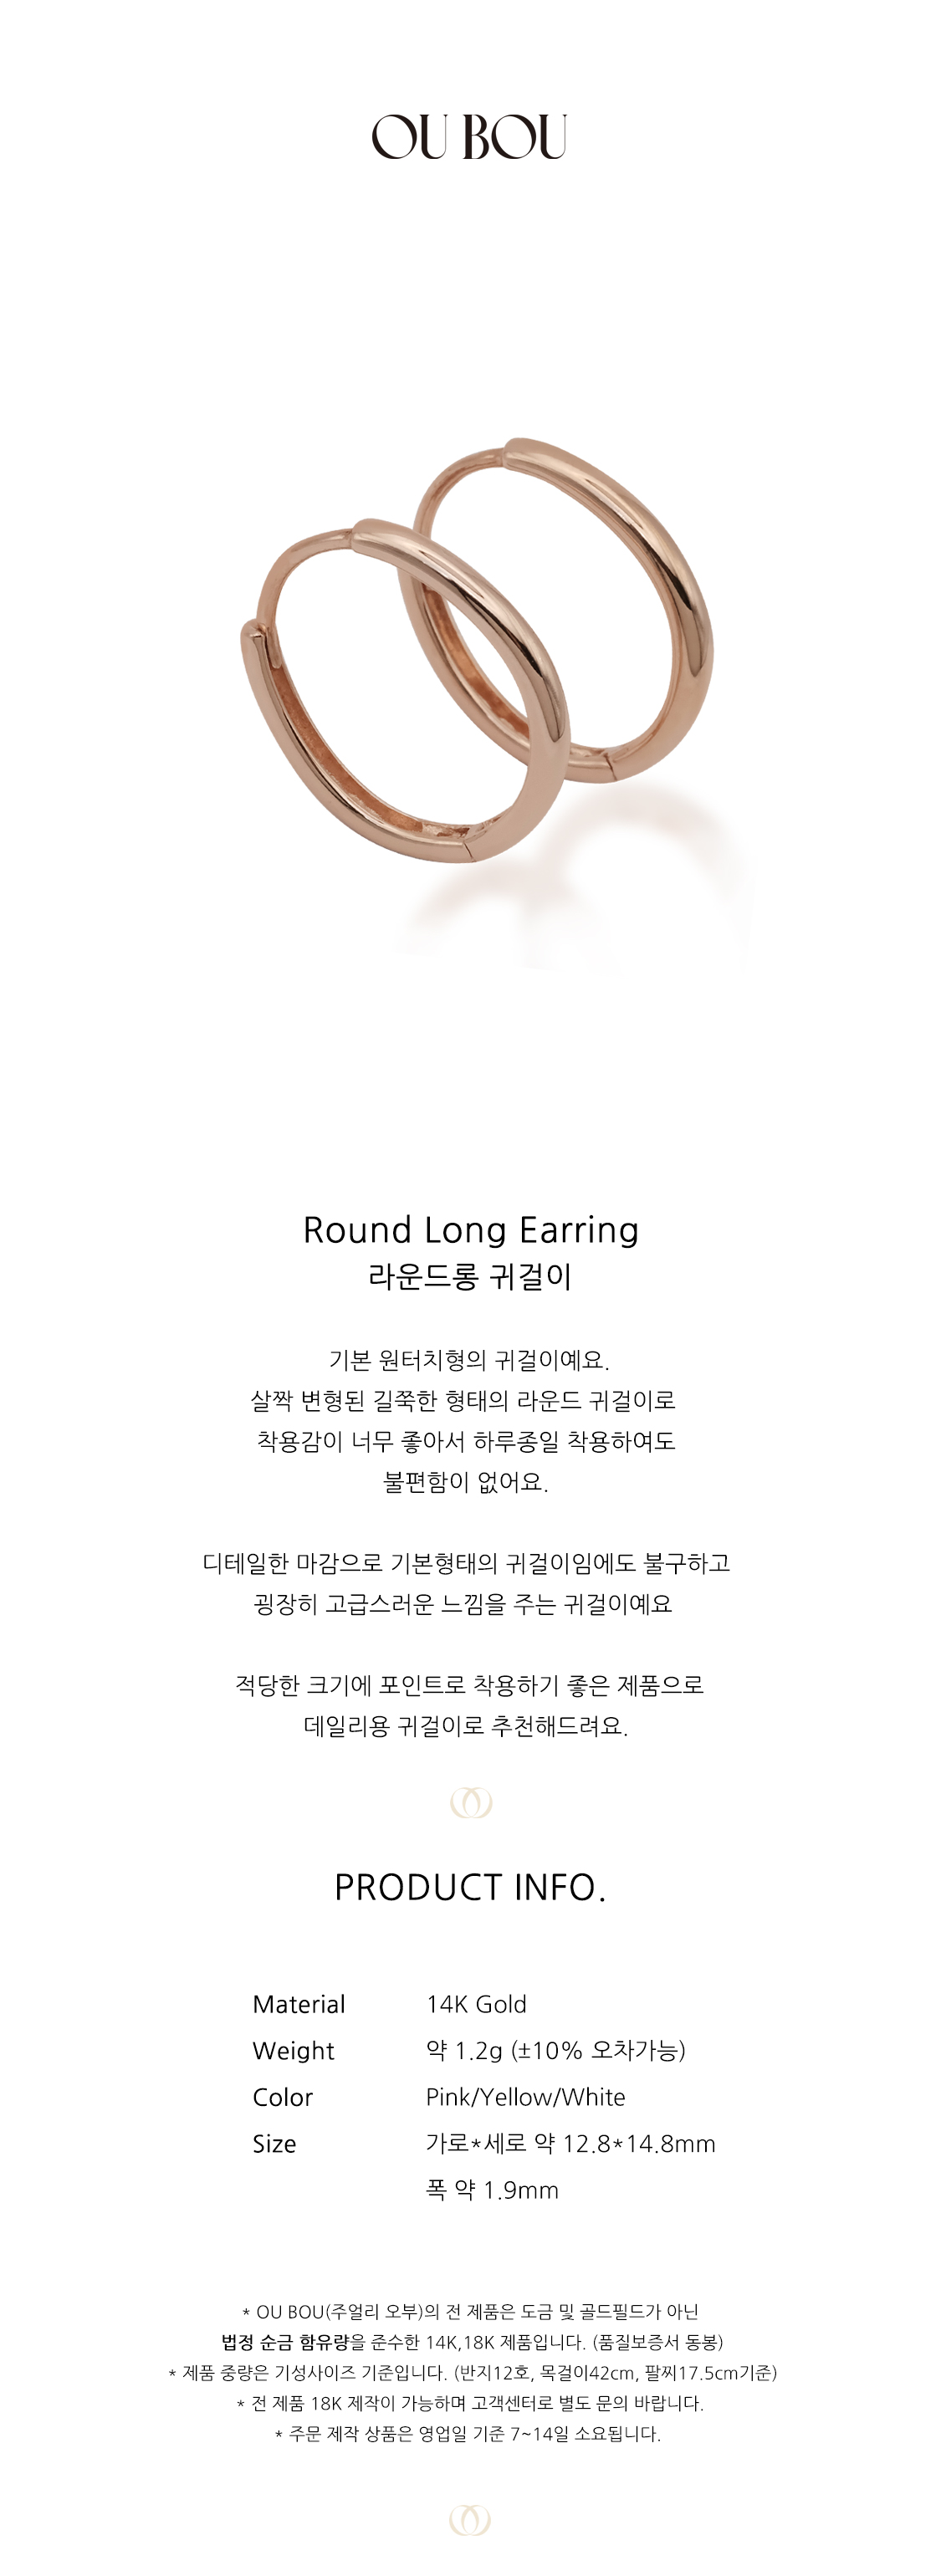 OU BOU
Round Long Earring
라운드롱 귀걸이
기본 원터치형의 귀걸이예요.
살짝 변형된 길쭉한 형태의 라운드 귀걸이로
착용감이 너무 좋아서 하루종일 착용하여도
불편함이 없어요.
디테일한 마감으로 기본형태의 귀걸이임에도 불구하고
굉장히 고급스러운 느낌을 주는 귀걸이예요
적당한 크기에 포인트로 착용하기 좋은 제품으로
데일리용 귀걸이로 추천해드려요.
PRODUCT INFO.
Material 14K Gold
Weight 약 1.2g (±10% 오차가능)
Color Pink/Yellow/White
Size 가로*세로 약 12.8*14.8mm
폭 약 1.9mm
* OU BOU(주얼리 오부)의 전 제품은 도금 및 골드필드가 아닌
법정 순금 함유량을 준수한 14K,18K 제품입니다. (품질보증서 동봉)
* 제품 중량은 기성사이즈 기준입니다. (반지12호, 목걸이42cm, 팔찌17.5cm기준)
* 전 제품 18K 제작이 가능하며 고객센터로 별도 문의 바랍니다.
* 주문 제작 상품은 영업일 기준 7~14일 소요됩니다.